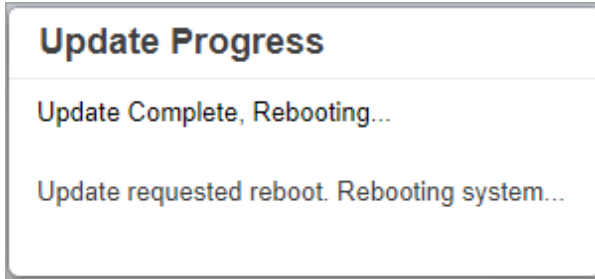 Update Progress
Update Complete, Rebooting...
Update requested reboot. Rebooting system...